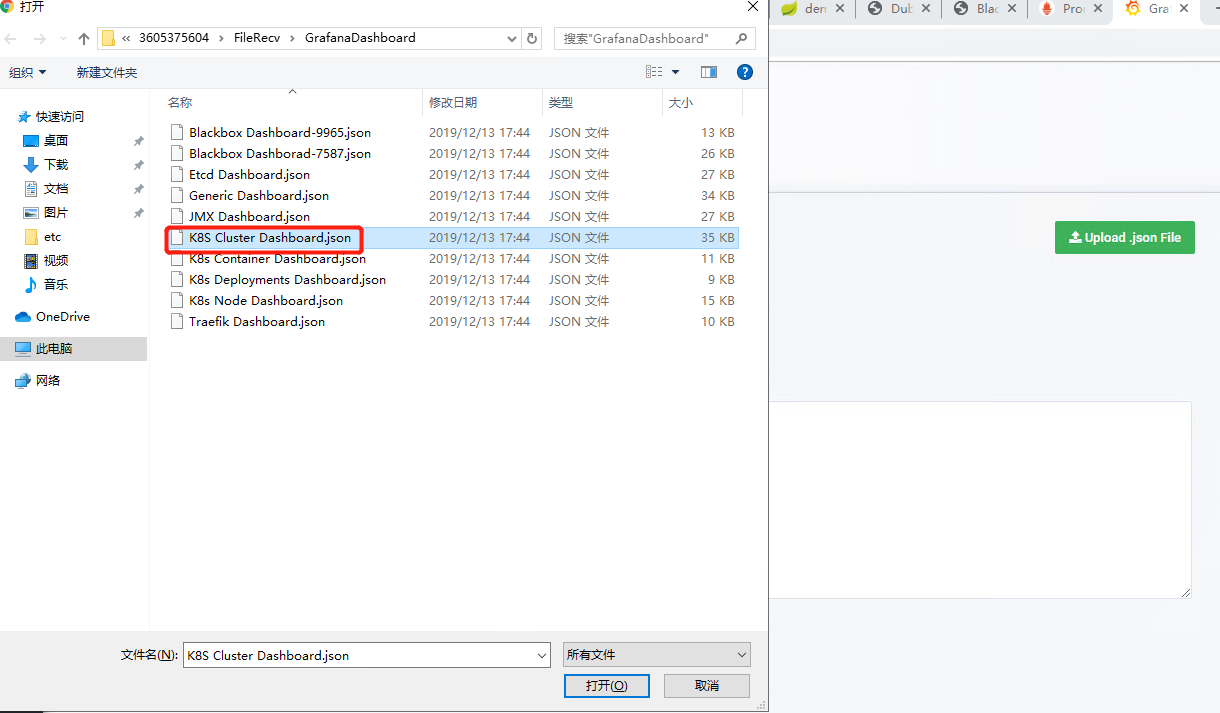 打开
den
Dub
Blac
Pro
Gra
« 3605375604 › FileRecv › GrafanaDashboard
搜索"GrafanaDashboard"
组织
新建文件夹
?
名称 修改日期 类型 大小
快速访问
桌面
下载
文档
图片
etc
视频
音乐
OneDrive
此电脑
网络
Blackbox Dashboard-9965.json 2019/12/13 17:44 JSON 文件 13 KB
Blackbox Dashborad-7587.json 2019/12/13 17:44 JSON 文件 26 KB
Etcd Dashboard.json 2019/12/13 17:44 JSON 文件 27 KB
Generic Dashboard.json 2019/12/13 17:44 JSON 文件 34 KB
JMX Dashboard.json 2019/12/13 17:44 JSON 文件 27 KB
K8S Cluster Dashboard.json 2019/12/13 17:44 JSON 文件 35 KB
K8s Container Dashboard.json 2019/12/13 17:44 JSON 文件 11 KB
K8s Deployments Dashboard.json 2019/12/13 17:44 JSON 文件 9 KB
K8s Node Dashboard.json 2019/12/13 17:44 JSON 文件 15 KB
Traefik Dashboard.json 2019/12/13 17:44 JSON 文件 10 KB
Upload .json File
文件名(N): K8S Cluster Dashboard.json
所有文件
打开(O)
取消